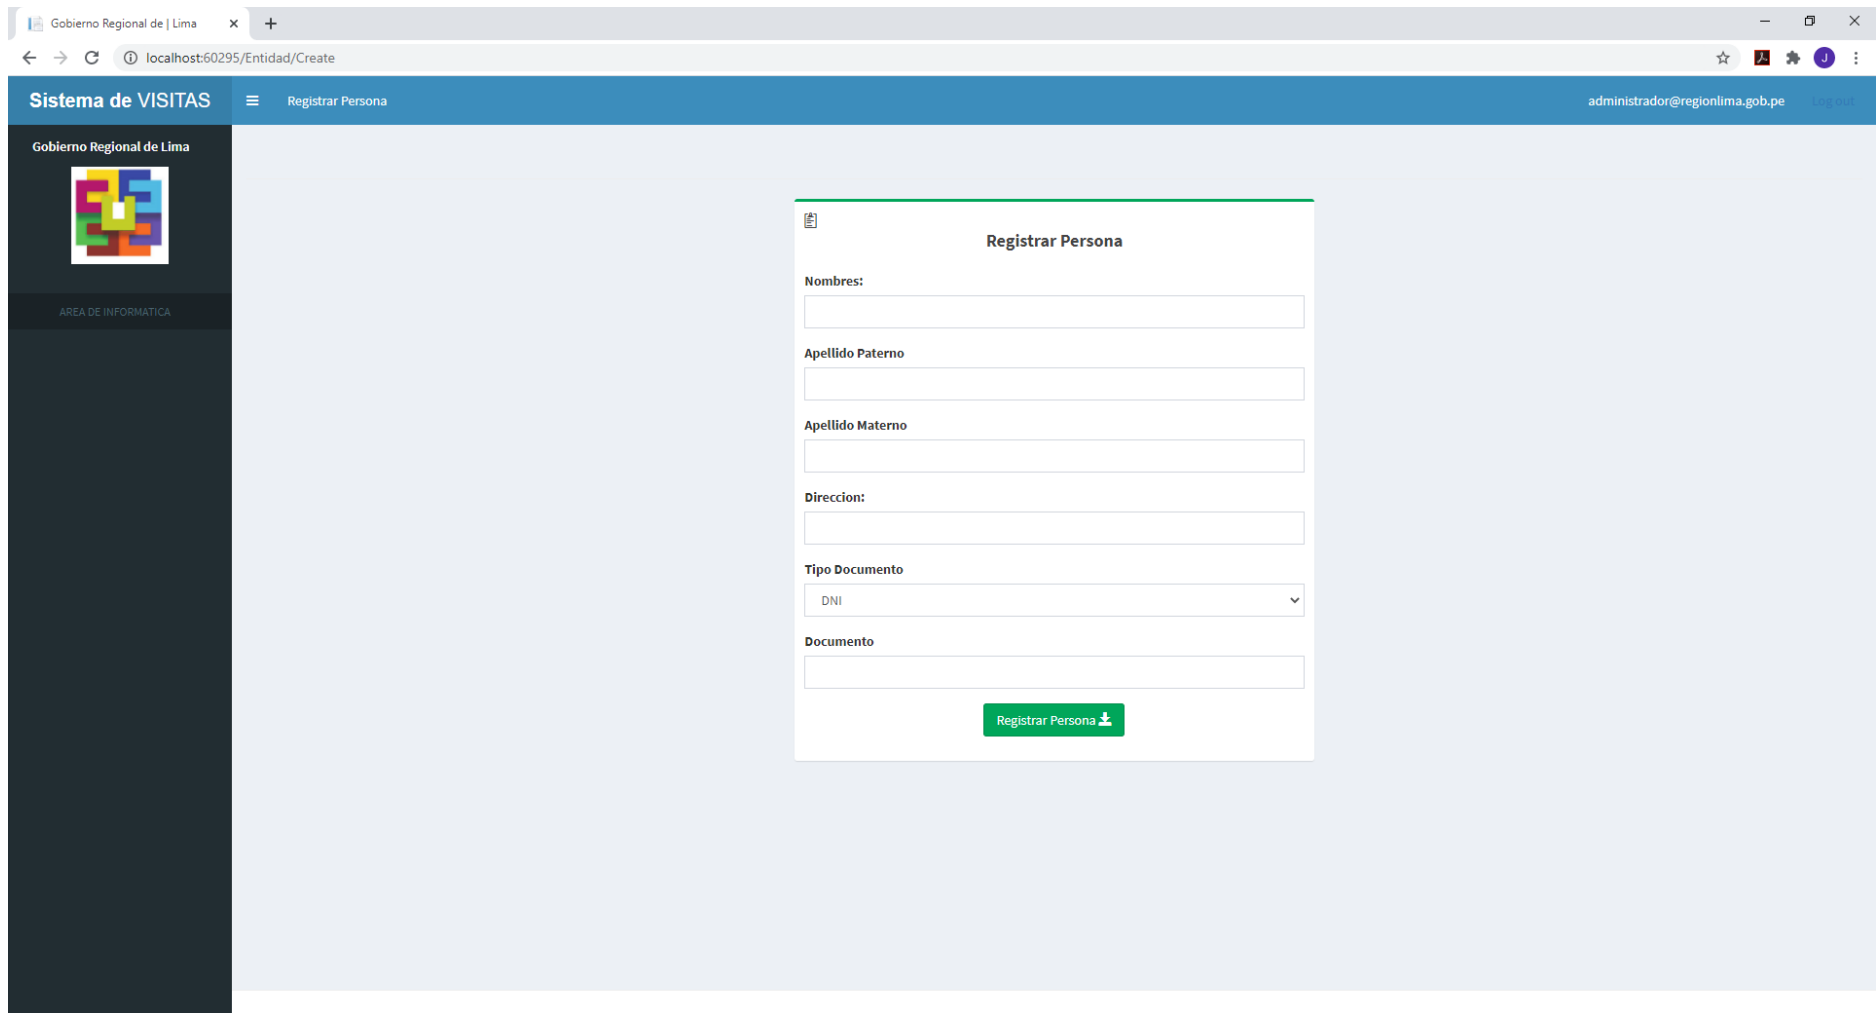 Gobierno Regional de | Lima
localhost:60295/Entidad/Create
J
Sistema de VISITAS
Registrar Persona
administrador@regionlima.gob.pe
Log out
Gobierno Regional de Lima
AREA DE INFORMATICA
Registrar Persona
Nombres:
Apellido Paterno
Apellido Materno
Direccion:
Tipo Documento
DNI
Documento
Registrar Persona